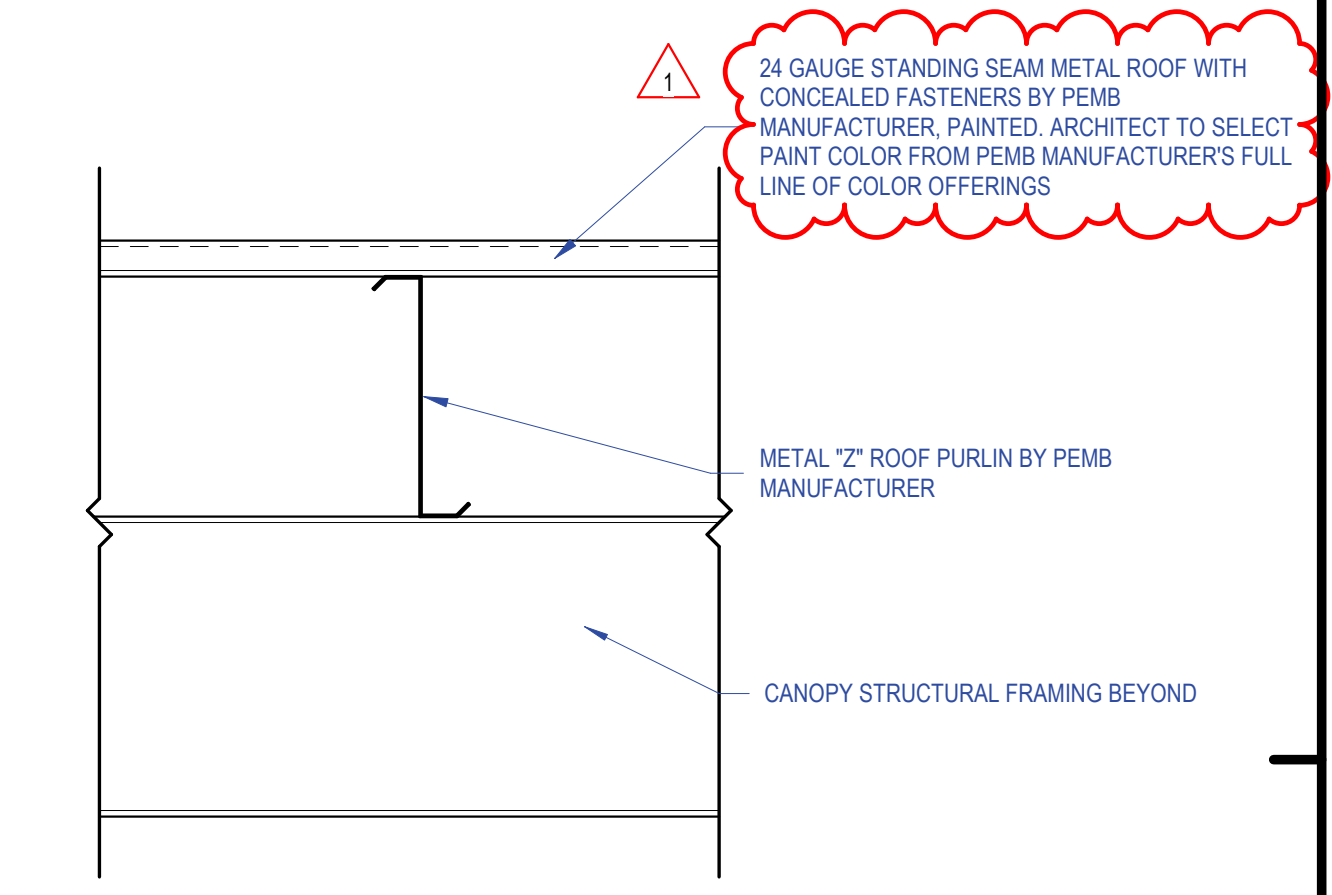 1
24 GAUGE STANDING SEAM METAL ROOF WITH
CONCEALED FASTENERS BY PEMB
MANUFACTURER, PAINTED. ARCHITECT TO SELECT
PAINT COLOR FROM PEMB MANUFACTURER'S FULL
LINE OF COLOR OFFERINGS
METAL "Z" ROOF PURLIN BY PEMB
MANUFACTURER
CANOPY STRUCTURAL FRAMING BEYOND